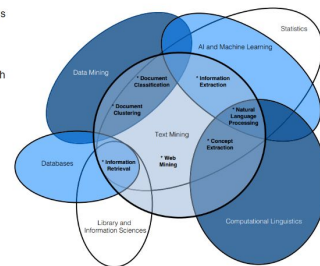 s
Statistics
AI and Machine Learning
Data Mining
h
* Document
Classification
* Information
Extraction
* Document
Clustering
* Natural
Language
Processing
Text Mining
* Concept
Extraction
Databases
* Information
Retrieval
* Web
Mining
Library and
Information Sciences
Computational Linguistics